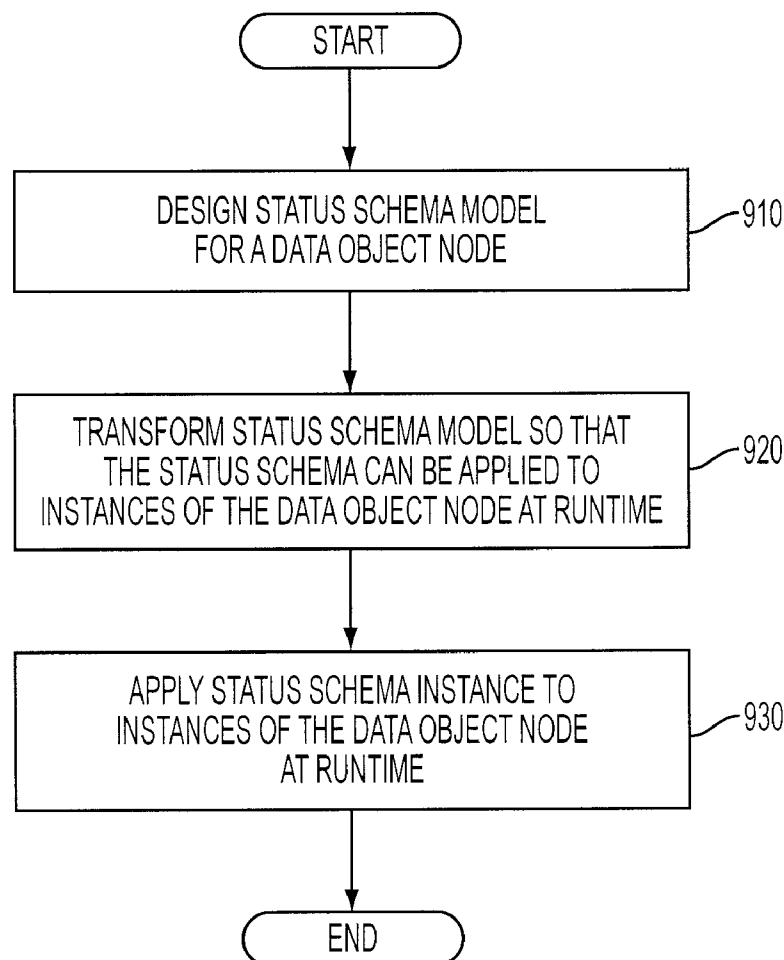 START
DESIGN STATUS SCHEMA MODEL
FOR A DATA OBJECT NODE
910
TRANSFORM STATUS SCHEMA MODEL SO THAT
THE STATUS SCHEMA CAN BE APPLIED TO
INSTANCES OF THE DATA OBJECT NODE AT RUNTIME
920
APPLY STATUS SCHEMA INSTANCE TO
INSTANCES OF THE DATA OBJECT NODE
AT RUNTIME
930
END